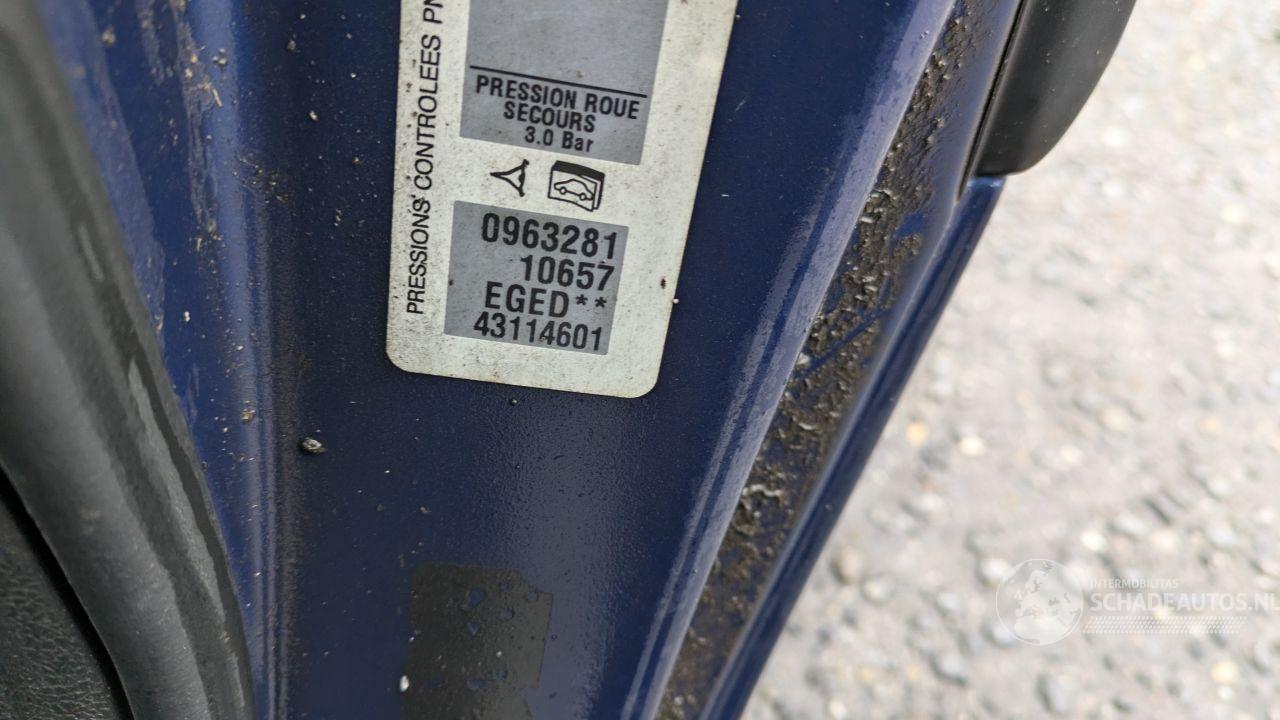 PRESSIONS CONTROLEES
PRESSION ROUE
SECOURS
3.0 Bar
0963281
10657
EGED**
43114601
INTERMOBILITAS
SCHADEAUTOS.NL